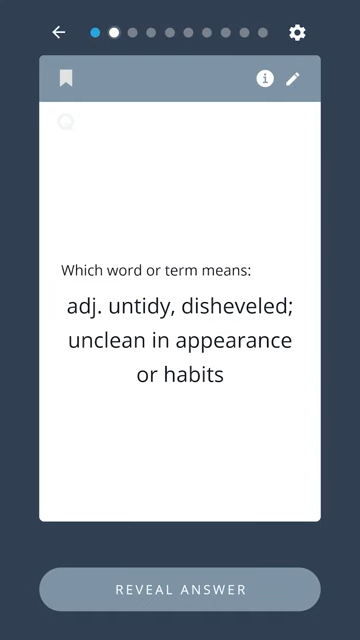 Q
Which word or term means:
adj. untidy, disheveled;
unclean in appearance
or habits
REVEAL ANSWER